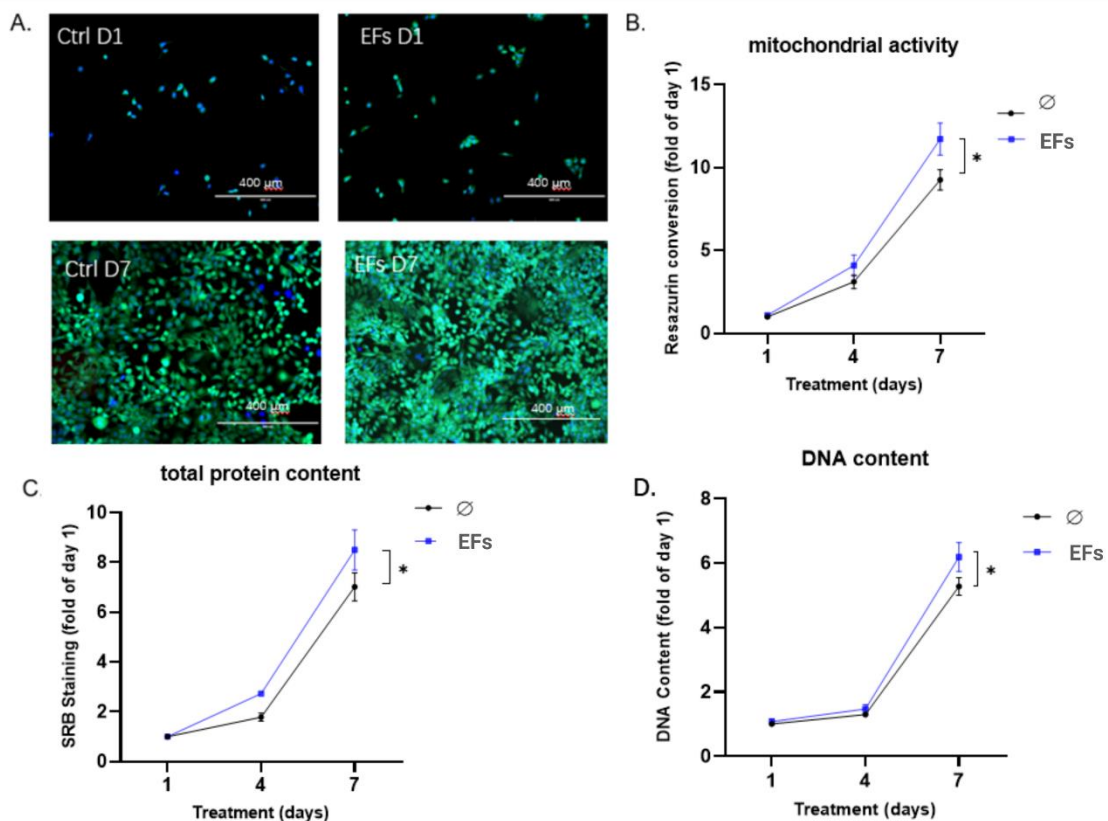 A.
Ctrl D1
400 µm
EFs D1
400 µm
Ctrl D7
400 µm
EFs D7
400 µm
B.
mitochondrial activity
Resazurin conversion (fold of day 1)
15
10
5
0
1 4 7
Treatment (days)
∅
EFs
*
C.
total protein content
SRB Staining (fold of day 1)
10
8
6
4
2
0
1 4 7
Treatment (days)
∅
EFs
*
D.
DNA content
DNA Content (fold of day 1)
8
6
4
2
0
1 4 7
Treatment (days)
∅
EFs
*